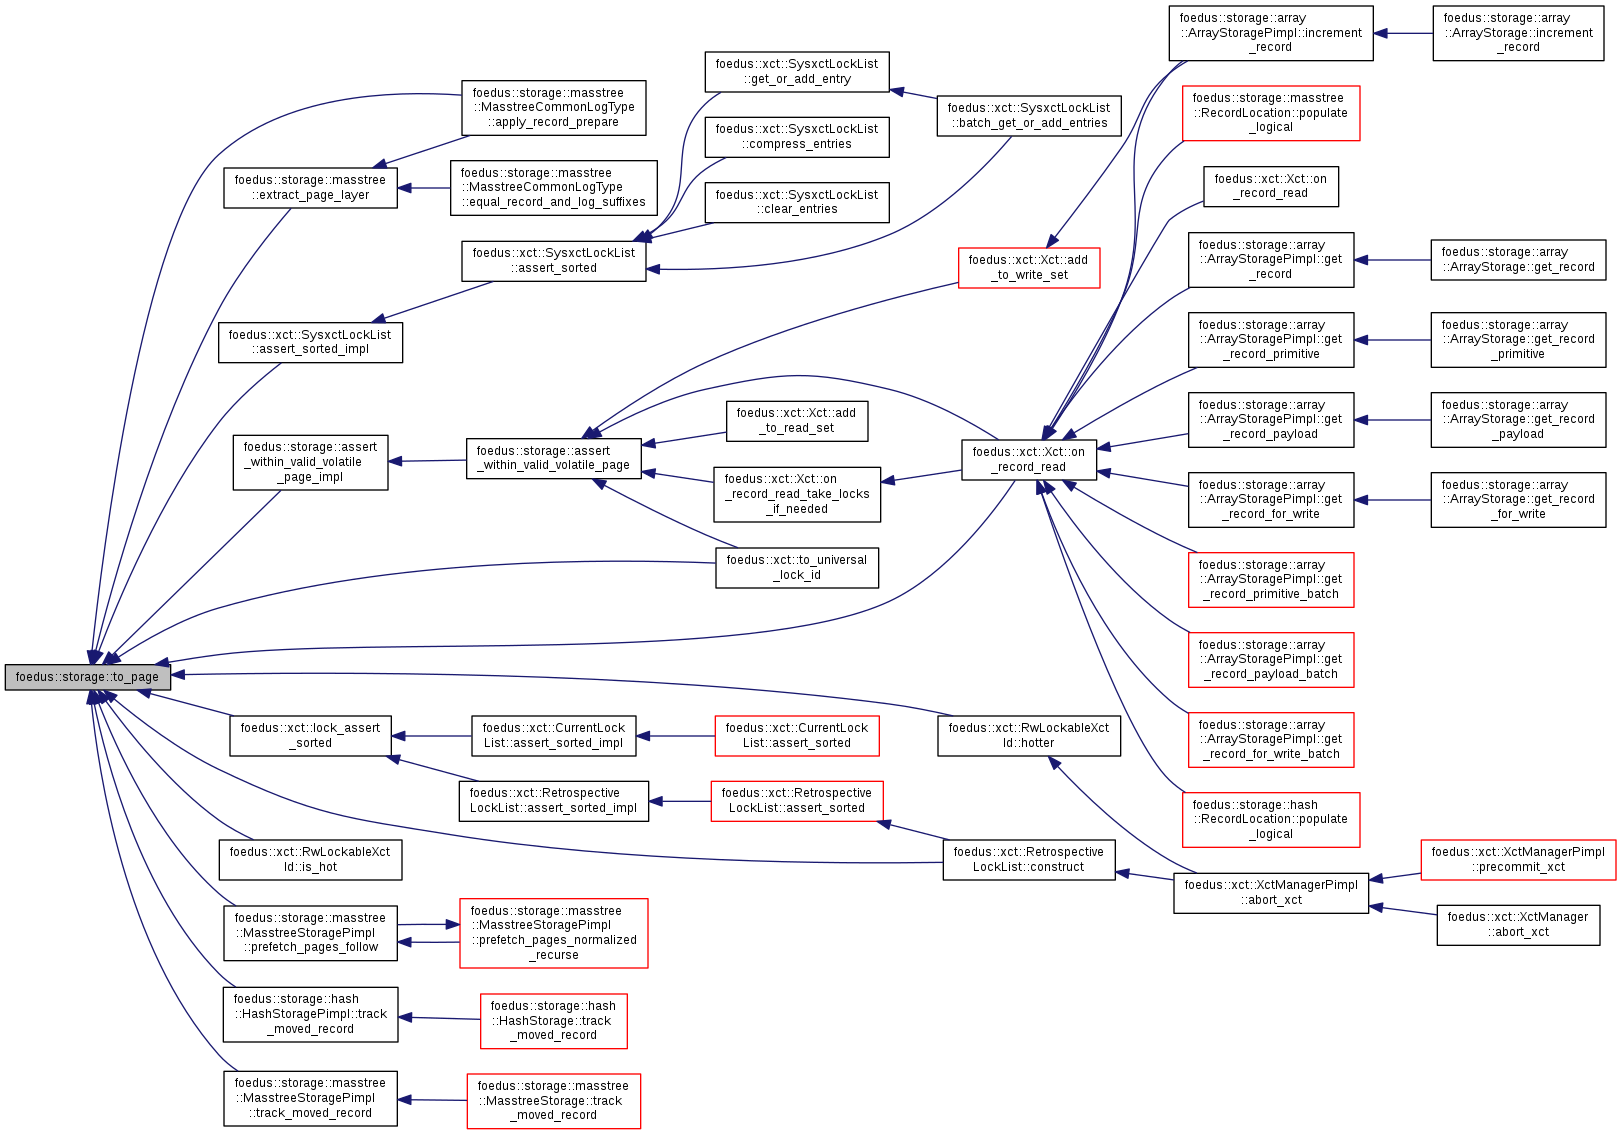 foedus::storage::to_page
foedus::storage::masstree
::MasstreeCommonLogType
::apply_record_prepare
foedus::storage::masstree
::extract_page_layer
foedus::storage::masstree
::MasstreeCommonLogType
::equal_record_and_log_suffixes
foedus::xct::SysxctLockList
::assert_sorted_impl
foedus::xct::SysxctLockList
::assert_sorted
foedus::xct::SysxctLockList
::get_or_add_entry
foedus::xct::SysxctLockList
::compress_entries
foedus::xct::SysxctLockList
::clear_entries
foedus::xct::SysxctLockList
::batch_get_or_add_entries
foedus::storage::assert
_within_valid_volatile
_page_impl
foedus::storage::assert
_within_valid_volatile_page
foedus::xct::Xct::add
_to_write_set
foedus::xct::Xct::add
_to_read_set
foedus::xct::Xct::on
_record_read_take_locks
_if_needed
foedus::xct::to_universal
_lock_id
foedus::xct::Xct::on
_record_read
foedus::storage::array
::ArrayStoragePimpl::increment
_record
foedus::storage::array
::ArrayStorage::increment
_record
foedus::storage::masstree
::RecordLocation::populate
_logical
foedus::xct::Xct::on
_record_read
foedus::storage::array
::ArrayStoragePimpl::get
_record
foedus::storage::array
::ArrayStorage::get_record
foedus::storage::array
::ArrayStoragePimpl::get
_record_primitive
foedus::storage::array
::ArrayStorage::get_record
_primitive
foedus::storage::array
::ArrayStoragePimpl::get
_record_payload
foedus::storage::array
::ArrayStorage::get_record
_payload
foedus::storage::array
::ArrayStoragePimpl::get
_record_for_write
foedus::storage::array
::ArrayStorage::get_record
_for_write
foedus::storage::array
::ArrayStoragePimpl::get
_record_primitive_batch
foedus::storage::array
::ArrayStoragePimpl::get
_record_payload_batch
foedus::storage::array
::ArrayStoragePimpl::get
_record_for_write_batch
foedus::storage::hash
::RecordLocation::populate
_logical
foedus::xct::lock_assert
_sorted
foedus::xct::CurrentLock
List::assert_sorted_impl
foedus::xct::CurrentLock
List::assert_sorted
foedus::xct::Retrospective
LockList::assert_sorted_impl
foedus::xct::Retrospective
LockList::assert_sorted
foedus::xct::RwLockableXct
Id::hotter
foedus::xct::Retrospective
LockList::construct
foedus::xct::XctManagerPimpl
::abort_xct
foedus::xct::XctManagerPimpl
::precommit_xct
foedus::xct::XctManager
::abort_xct
foedus::xct::RwLockableXct
Id::is_hot
foedus::storage::masstree
::MasstreeStoragePimpl
::prefetch_pages_follow
foedus::storage::masstree
::MasstreeStoragePimpl
::prefetch_pages_normalized
_recurse
foedus::storage::hash
::HashStoragePimpl::track
_moved_record
foedus::storage::hash
::HashStorage::track
_moved_record
foedus::storage::masstree
::MasstreeStoragePimpl
::track_moved_record
foedus::storage::masstree
::MasstreeStorage::track
_moved_record